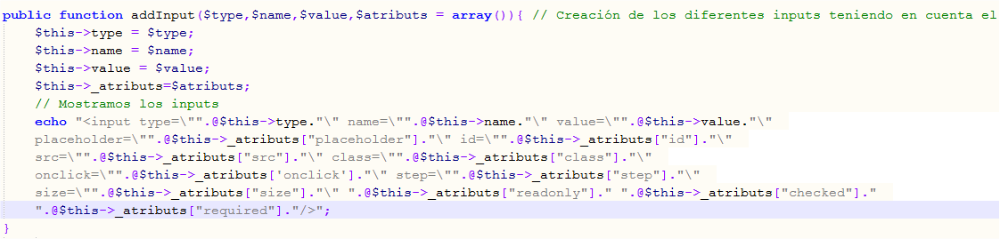 public function addInput($type,$name,$value,$atributs = array()){ // Creación de los diferentes inputs teniendo en cuenta el
$this->type = $type;
$this->name = $name;
$this->value = $value;
$this->_atributs=$atributs;
// Mostramos los inputs
echo "<input type=\"".@$this->type."\" name=\"".@$this->name."\" value=\"".@$this->value."\"
placeholder=\"".@$this->_atributs["placeholder"]."\" id=\"".@$this->_atributs["id"]."\"
src=\"".@$this->_atributs["src"]."\" class=\"".@$this->_atributs["class"]."\"
onclick=\"".@$this->_atributs['onclick']."\" step=\"".@$this->_atributs["step"]."\"
size=\"".@$this->_atributs["size"]."\" ".@$this->_atributs["readonly"]." ".@$this->_atributs["checked"]."
".@$this->_atributs["required"]."/>";
}